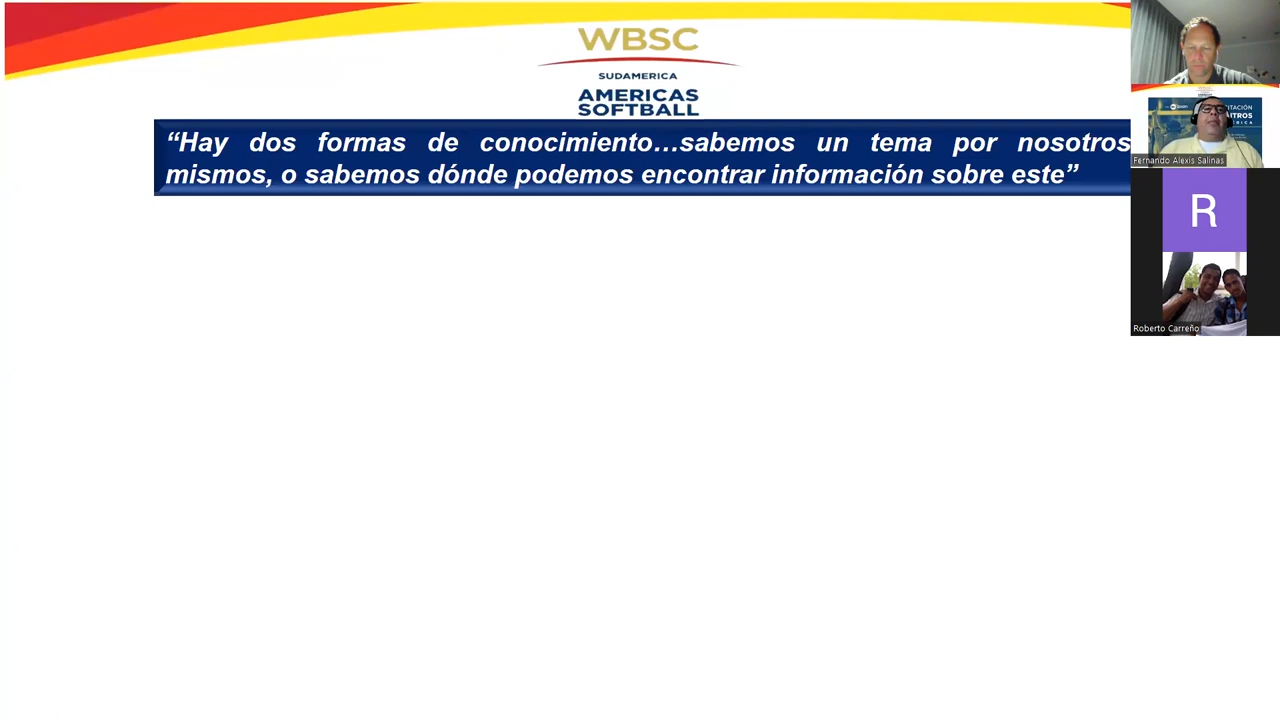 WBSC
SUDAMERICA
AMERICAS
SOFTBALL
“Hay dos formas de conocimiento…sabemos un tema por nosotros
mismos, o sabemos dónde podemos encontrar información sobre este”
Fernando Alexis Salinas
R
Roberto Carreño